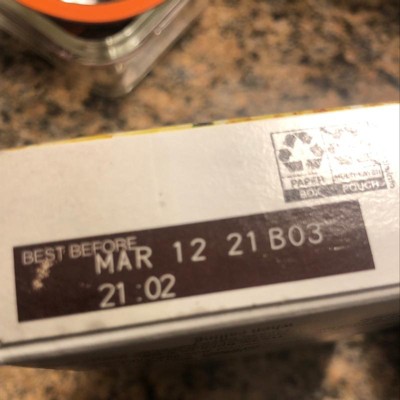 PAPER
BOX
POUCH
BEST BEFORE
MAR 12 21 B03
21:02